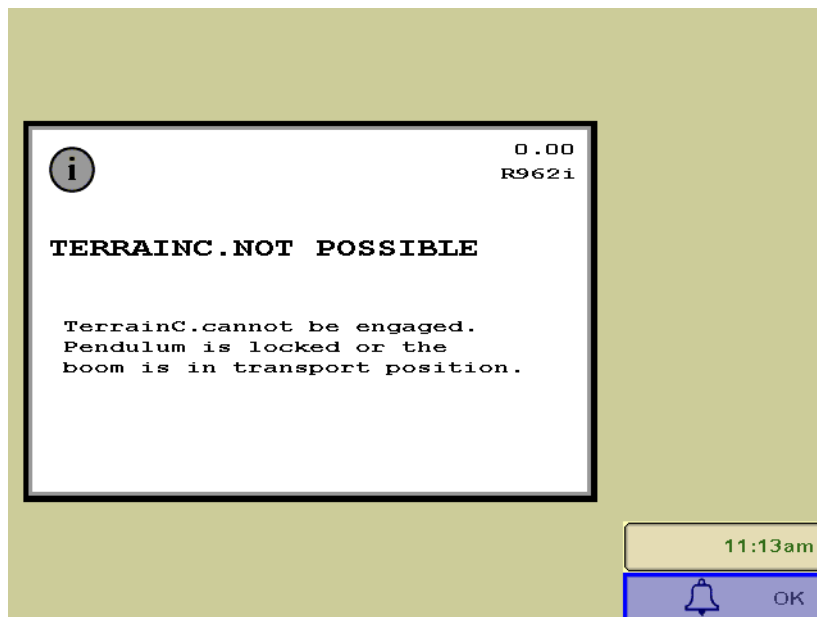 i
0.00
R962i
TERRAINC.NOT POSSIBLE
TerrainC.cannot be engaged.
Pendulum is locked or the
boom is in transport position.
11:13am
OK